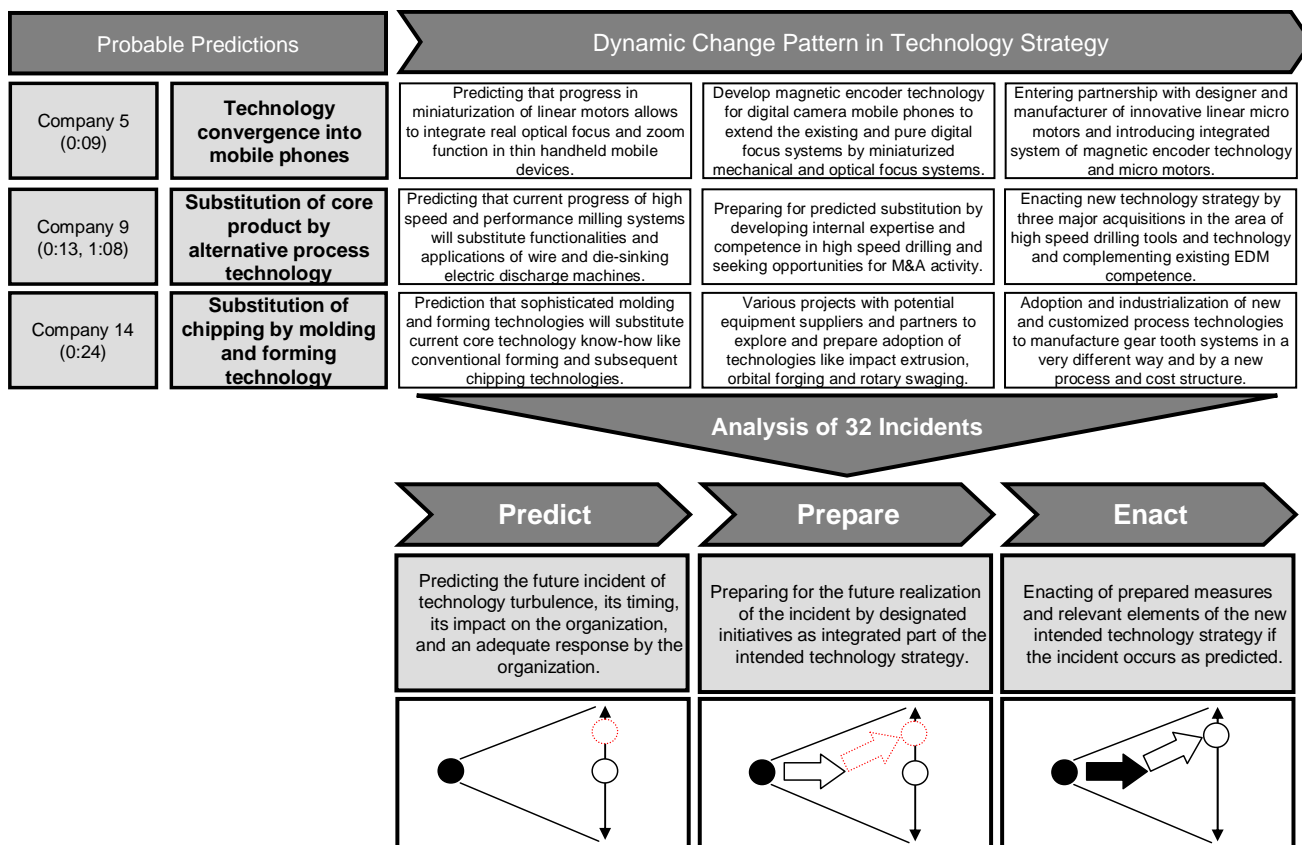 Probable Predictions
Dynamic Change Pattern in Technology Strategy
Company 5
(0:09)
Technology
convergence into
mobile phones
Predicting that progress in
miniaturization of linear motors allows
to integrate real optical focus and zoom
function in thin handheld mobile
devices.
Develop magnetic encoder technology
for digital camera mobile phones to
extend the existing and pure digital
focus systems by miniaturized
mechanical and optical focus systems.
Entering partnership with designer and
manufacturer of innovative linear micro
motors and introducing integrated
system of magnetic encoder technology
and micro motors.
Company 9
(0:13, 1:08)
Substitution of core
product by
alternative process
technology
Predicting that current progress of high
speed and performance milling systems
will substitute functionalities and
applications of wire and die-sinking
electric discharge machines.
Preparing for predicted substitution by
developing internal expertise and
competence in high speed drilling and
seeking opportunities for M&A activity.
Enacting new technology strategy by
three major acquisitions in the area of
high speed drilling tools and technology
and complementing existing EDM
competence.
Company 14
(0:24)
Substitution of
chipping by molding
and forming
technology
Prediction that sophisticated molding
and forming technologies will substitute
current core technology know-how like
conventional forming and subsequent
chipping technologies.
Various projects with potential
equipment suppliers and partners to
explore and prepare adoption of
technologies like impact extrusion,
orbital forging and rotary swaging.
Adoption and industrialization of new
and customized process technologies
to manufacture gear tooth systems in a
very different way and by a new
process and cost structure.
Analysis of 32 Incidents
Predict
Prepare
Enact
Predicting the future incident of
technology turbulence, its timing,
its impact on the organization,
and an adequate response by the
organization.
Preparing for the future realization
of the incident by designated
initiatives as integrated part of the
intended technology strategy.
Enacting of prepared measures
and relevant elements of the new
intended technology strategy if
the incident occurs as predicted.